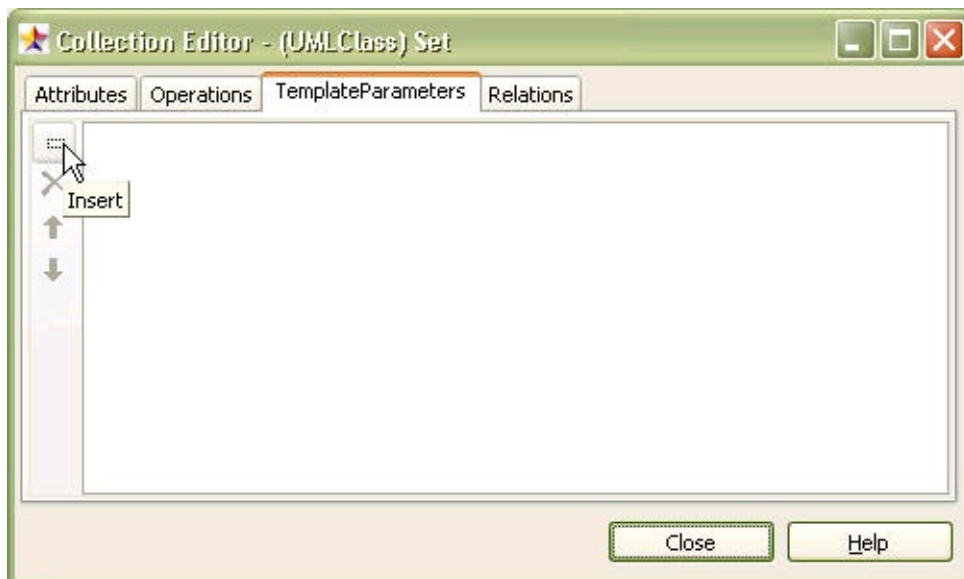 Collection Editor - (UMLClass) Set
Attributes Operations TemplateParameters Relations
Insert
Close Help